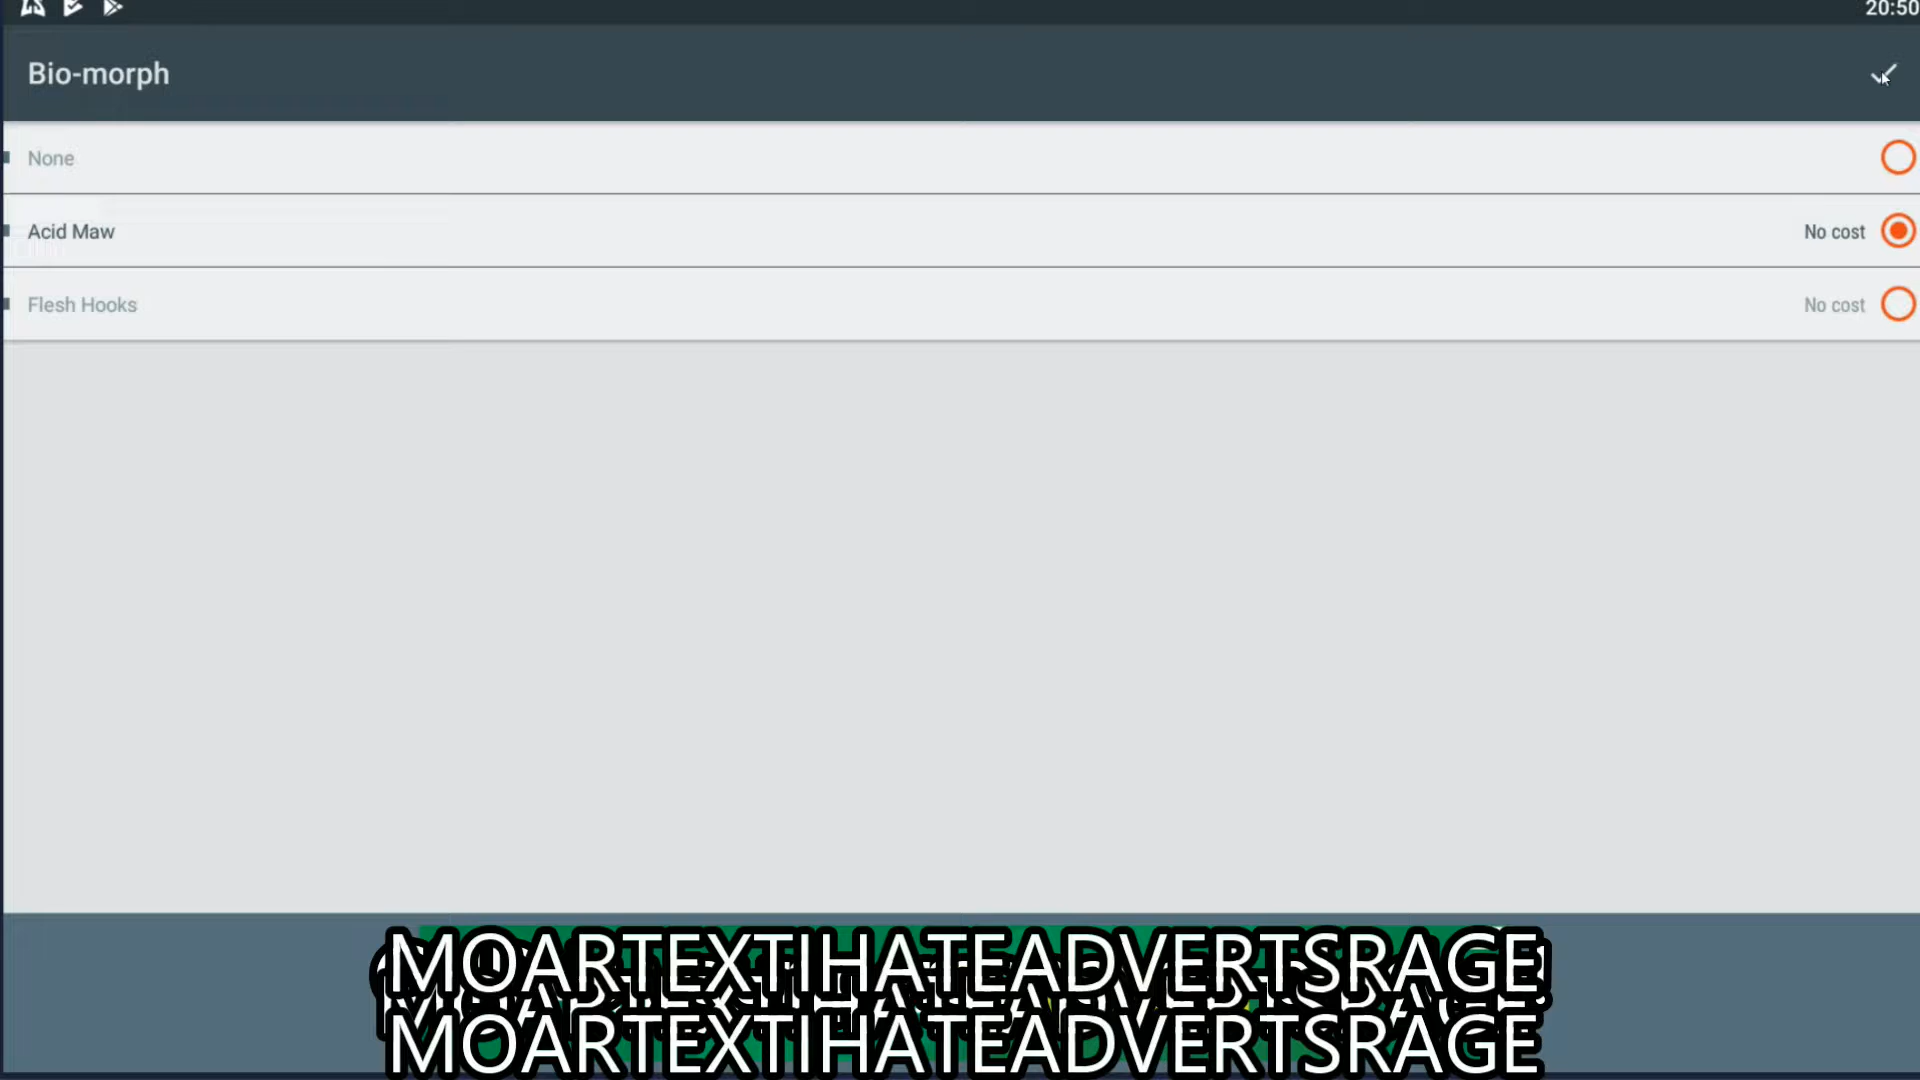 20:50
Bio-morph
None
Acid Maw No cost
Flesh Hooks No cost
MOARTEXTIHATEADVERTSRAGE
MOARTEXTIHATEADVERTSRAGE